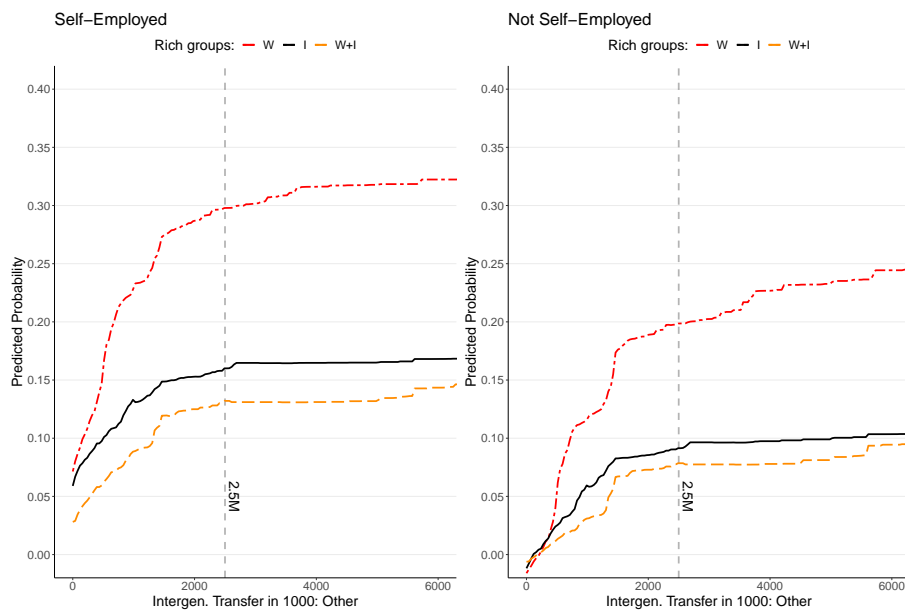 Self−Employed
Rich groups: W I W+I
0.40
0.35
0.30
0.25
0.20
0.15
0.10
0.05
0.00
Predicted Probability
2.5M
0 2000 4000 6000
Intergen. Transfer in 1000: Other
Not Self−Employed
Rich groups: W I W+I
0.40
0.35
0.30
0.25
0.20
0.15
0.10
0.05
0.00
Predicted Probability
2.5M
0 2000 4000 6000
Intergen. Transfer in 1000: Other